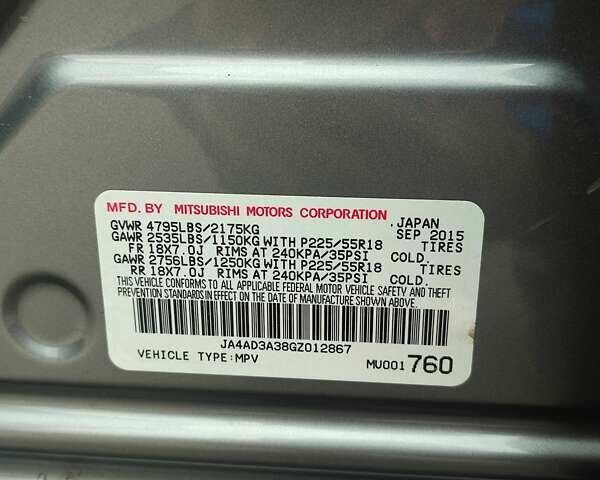 MFD. BY MITSUBISHI MOTORS CORPORATION JAPAN
GVWR 4795LBS/2175KG SEP 2015
GAWR 2535LBS/1150KG WITH P225/55R18 TIRES
FR 18X7.0J RIMS AT 240KPA/35PSI COLD.
GAWR 2756LBS/1250KG WITH P225/55R18 TIRES
RR 18X7.0J RIMS AT 240KPA/35PSI COLD.
THIS VEHICLE CONFORMS TO ALL APPLICABLE FEDERAL MOTOR VEHICLE SAFETY AND THEFT
PREVENTION STANDARDS IN EFFECT ON THE DATE OF MANUFACTURE SHOWN ABOVE.
JA4AD3A38GZ012867
VEHICLE TYPE:MPV MU001760